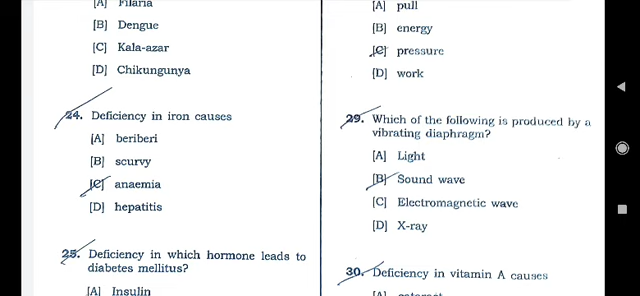 [A] Filaria
[B] Dengue
[C] Kala-azar
[D] Chikungunya
24. Deficiency in iron causes
[A] beriberi
[B] scurvy
[C] anaemia
[D] hepatitis
25. Deficiency in which hormone leads to
diabetes mellitus?
[A] Insulin
[A] pull
[B] energy
[C] pressure
[D] work
29. Which of the following is produced by a
vibrating diaphragm?
[A] Light
[B] Sound wave
[C] Electromagnetic wave
[D] X-ray
30. Deficiency in vitamin A causes
[A] cataract